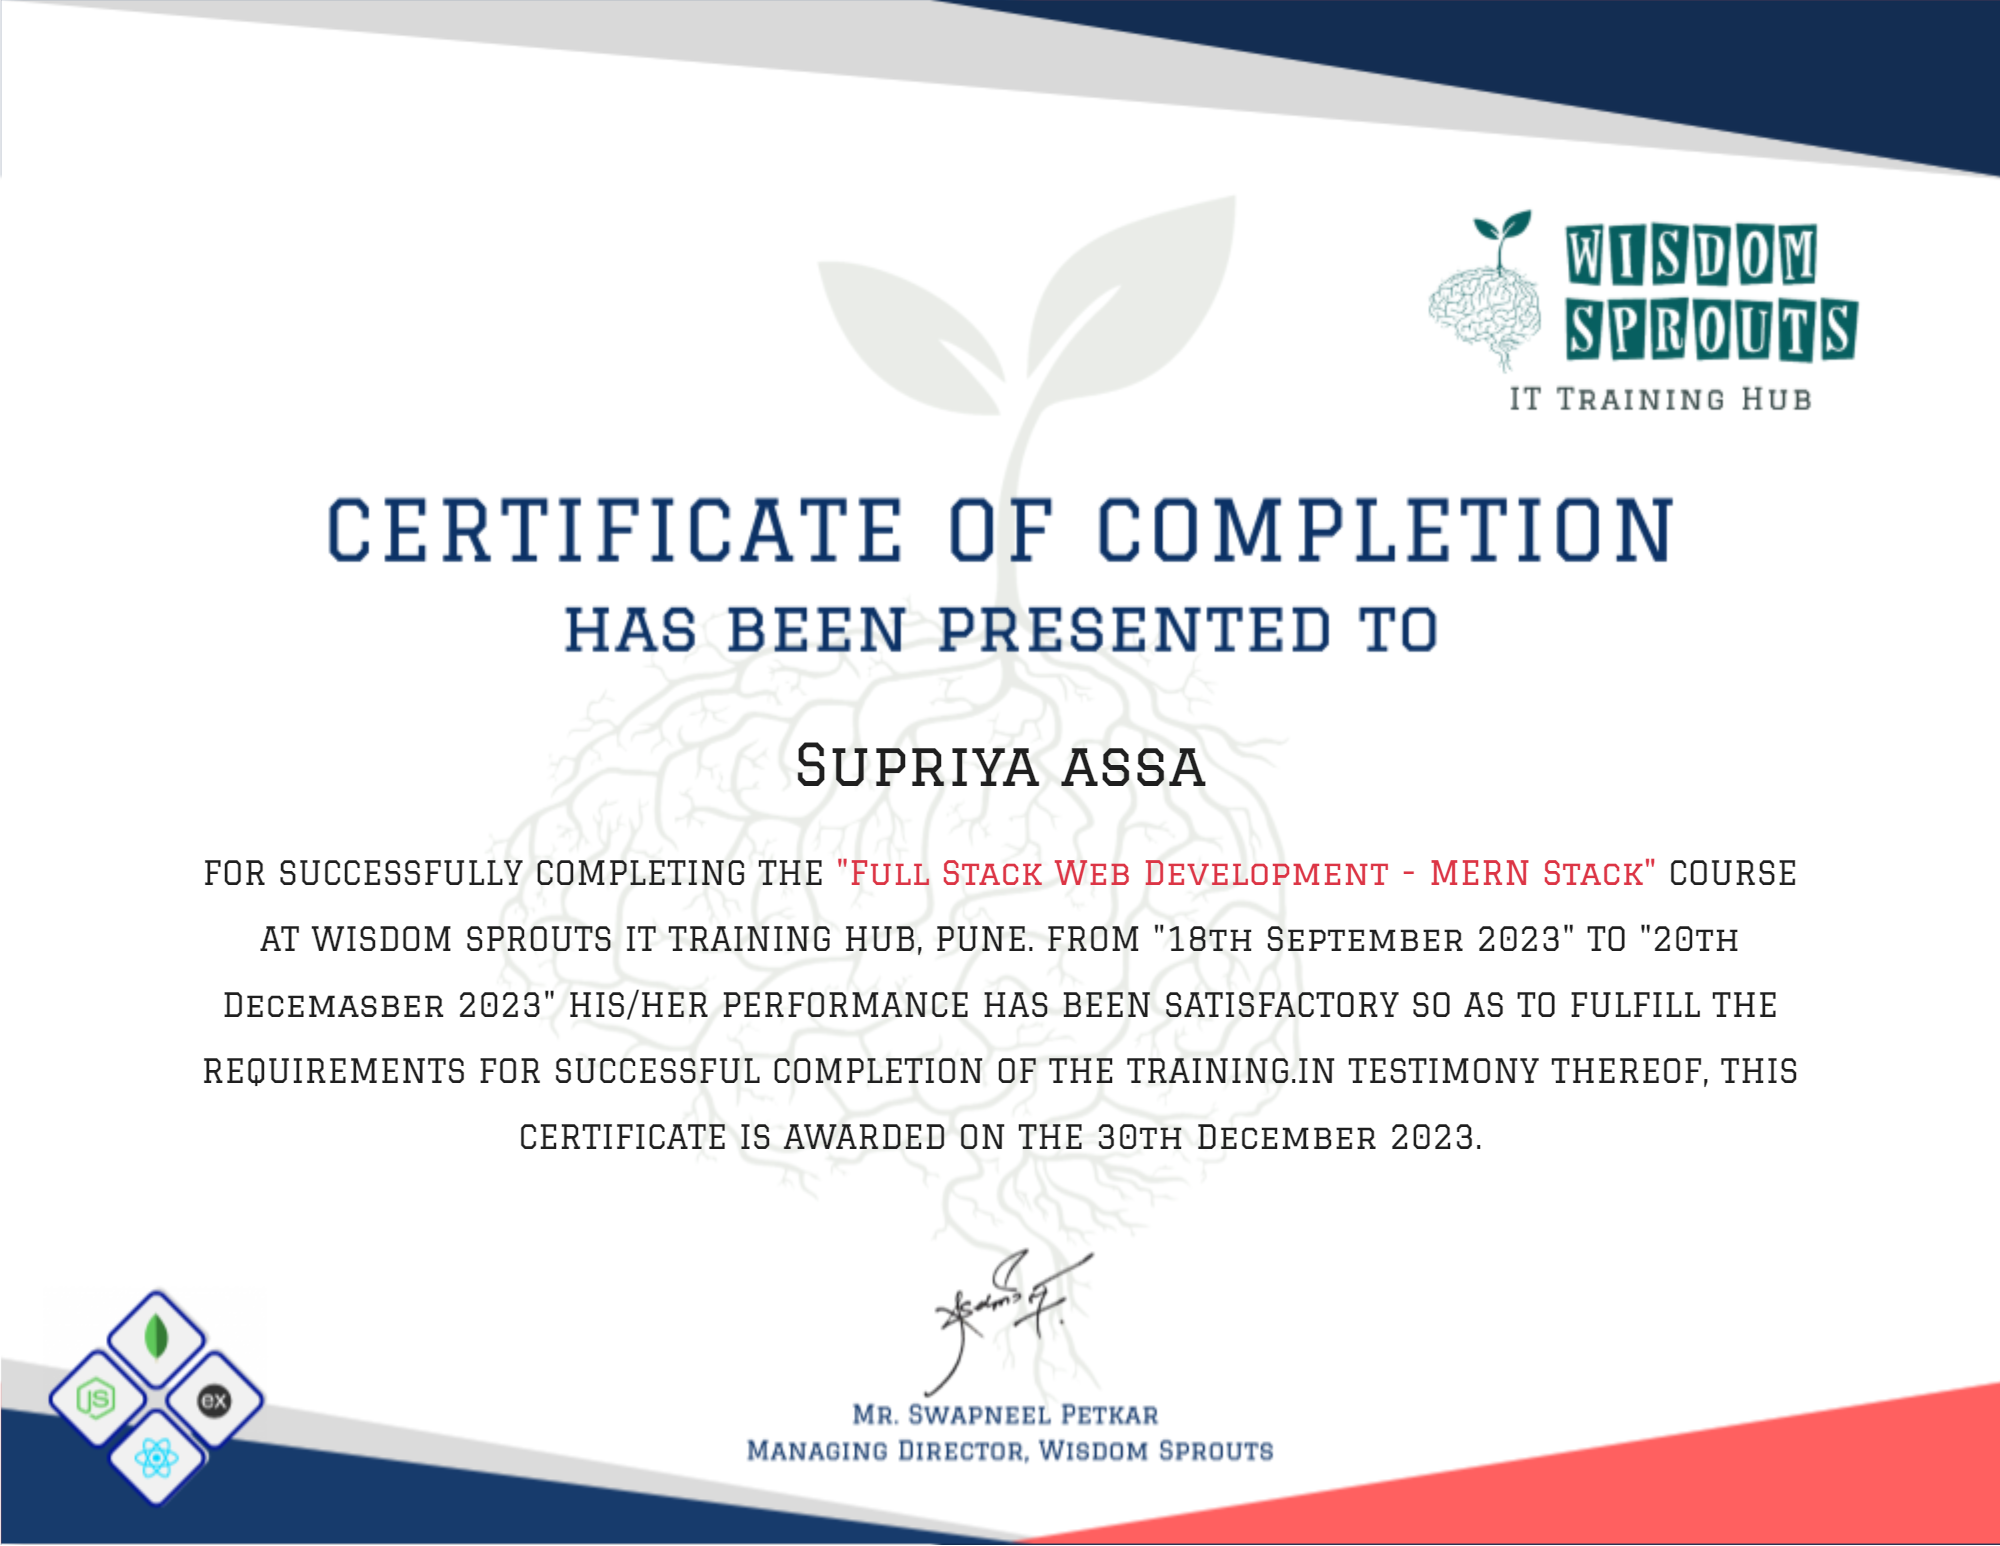 WISDOM
SPROUTS
IT Training Hub
CERTIFICATE OF COMPLETION
HAS BEEN PRESENTED TO
Supriya assa
FOR SUCCESSFULLY COMPLETING THE "Full Stack Web Development - MERN Stack" COURSE
AT WISDOM SPROUTS IT TRAINING HUB, PUNE. FROM "18th September 2023" TO "20th
Decemasber 2023" HIS/HER PERFORMANCE HAS BEEN SATISFACTORY SO AS TO FULFILL THE
REQUIREMENTS FOR SUCCESSFUL COMPLETION OF THE TRAINING.IN TESTIMONY THEREOF, THIS
CERTIFICATE IS AWARDED ON THE 30th December 2023.
JS
ex
Mr. Swapneel Petkar
Managing Director, Wisdom Sprouts